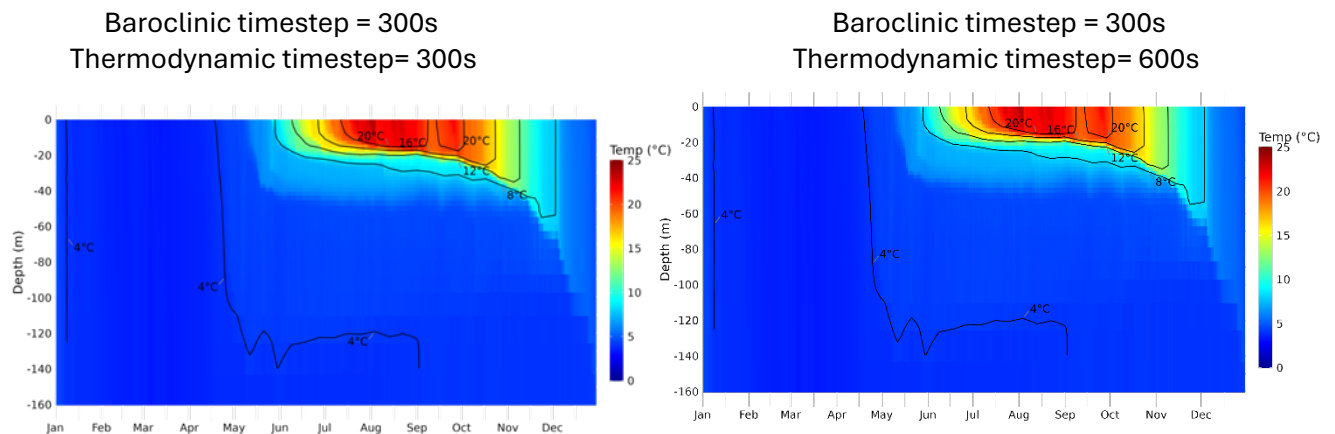 Baroclinic timestep = 300s
Thermodynamic timestep= 300s
Temp (°C)
25
20
15
10
5
0
Depth (m)
0
-20
-40
-60
-80
-100
-120
-140
-160
20°C
16°C
20°C
12°C
8°C
4°C
4°C
4°C
Jan Feb Mar Apr May Jun Jul Aug Sep Oct Nov Dec
Baroclinic timestep = 300s
Thermodynamic timestep= 600s
Temp (°C)
25
20
15
10
5
0
Depth (m)
0
-20
-40
-60
-80
-100
-120
-140
-160
20°C
16°C
20°C
12°C
8°C
4°C
4°C
4°C
Jan Feb Mar Apr May Jun Jul Aug Sep Oct Nov Dec